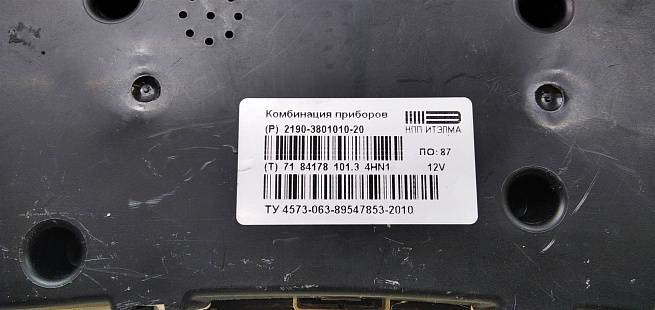 Комбинация приборов
(P) 2190-3801010-20
НПП ИТЭЛМА
ПО: 87
(T) 71 84178 101.3 4HN1 12V
ТУ 4573-063-89547853-2010